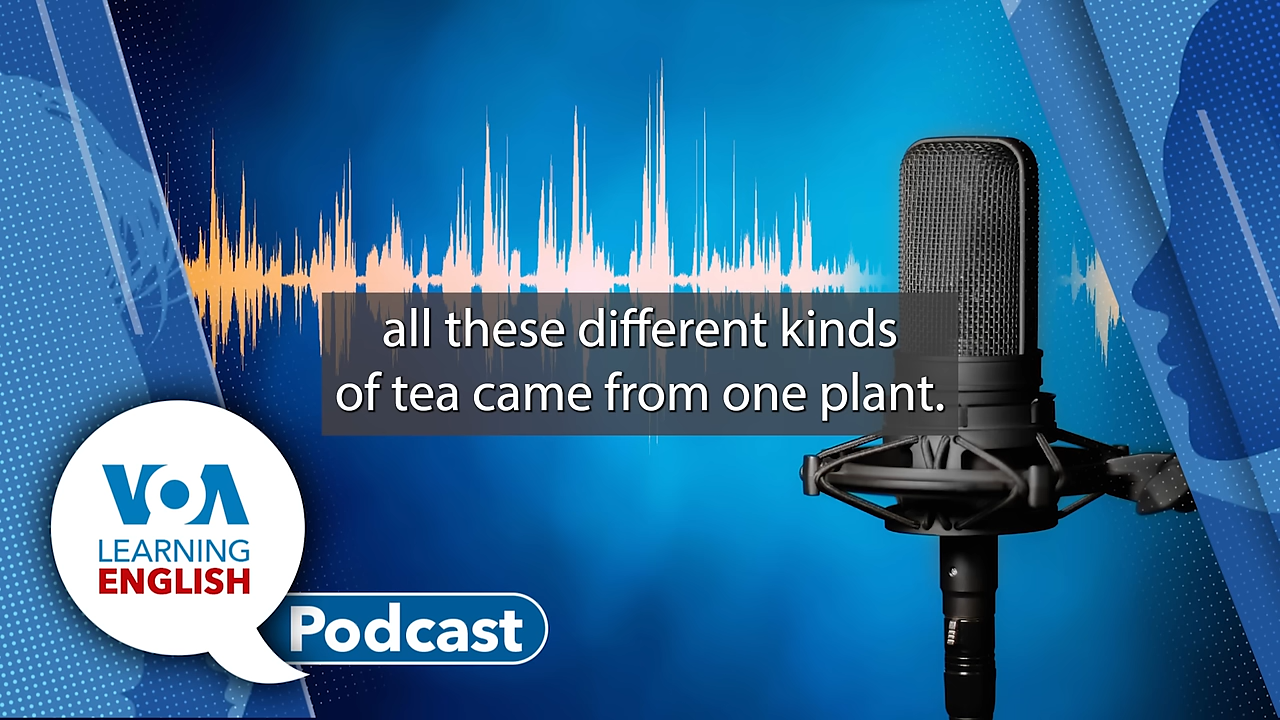 all these different kinds
of tea came from one plant.
VOA
LEARNING
ENGLISH
Podcast